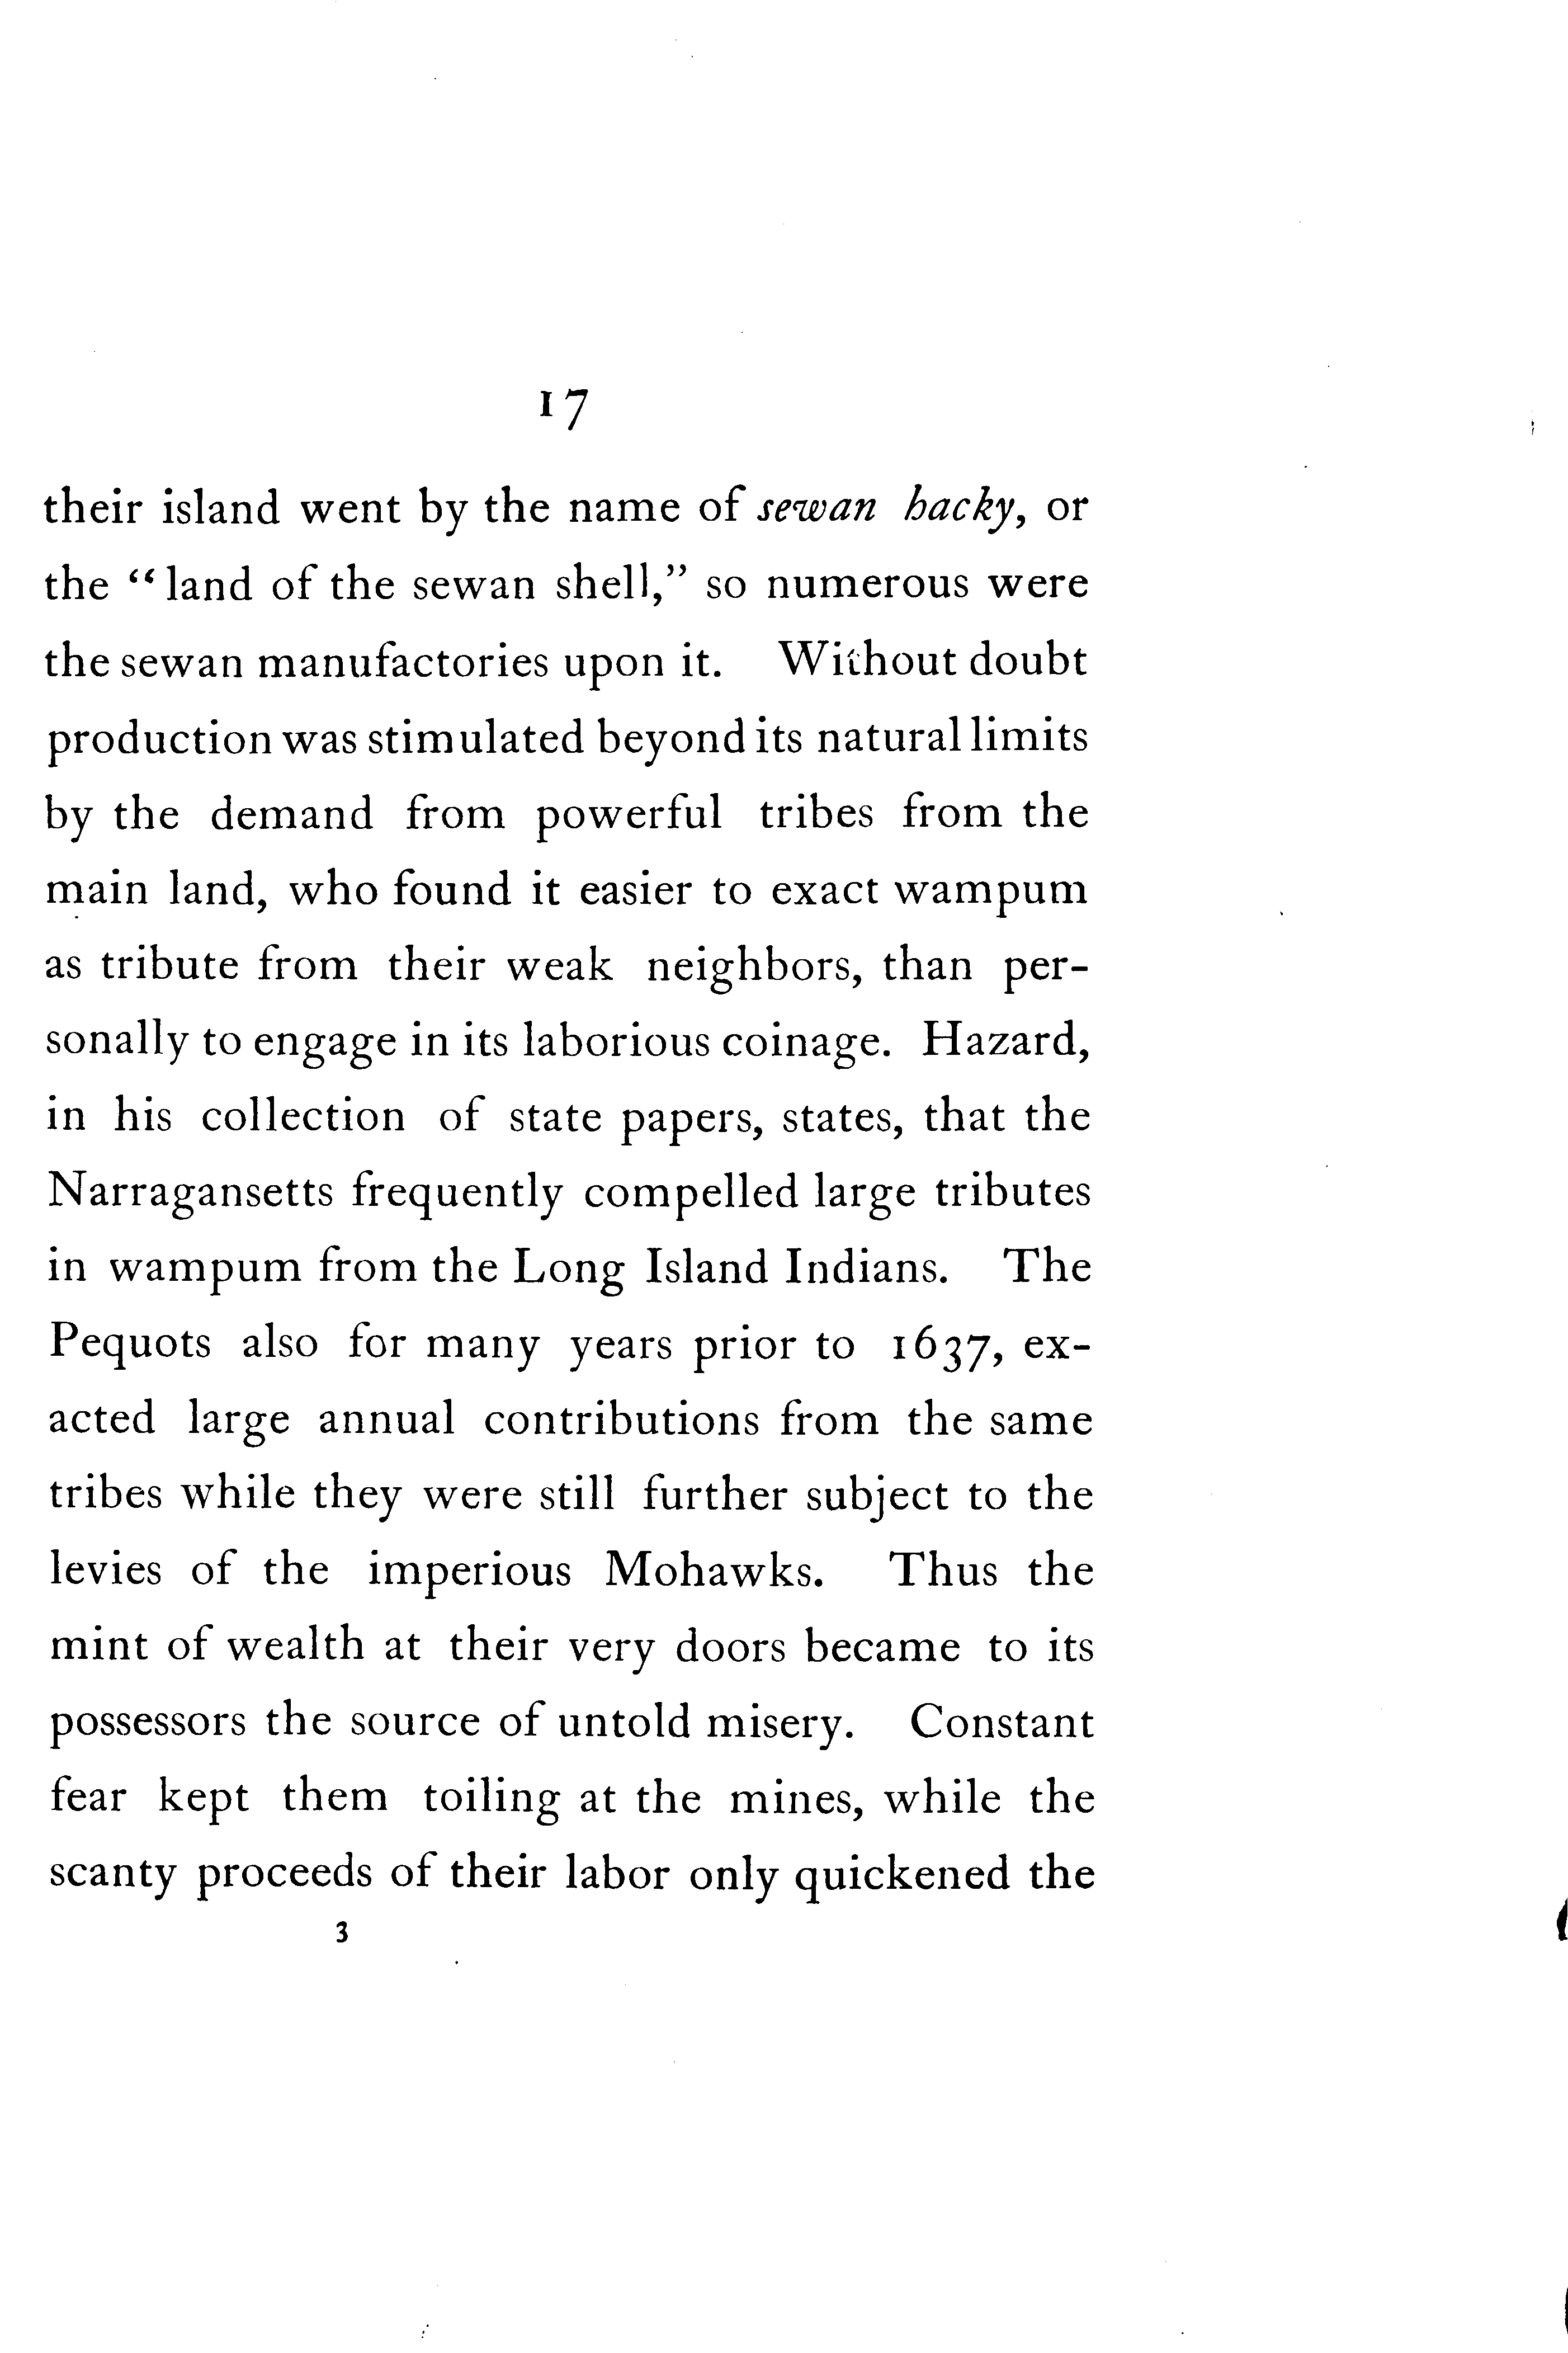 17
their island went by the name of sewan hacky, or
the “land of the sewan shell,” so numerous were
the sewan manufactories upon it. Without doubt
production was stimulated beyond its natural limits
by the demand from powerful tribes from the
main land, who found it easier to exact wampum
as tribute from their weak neighbors, than per-
sonally to engage in its laborious coinage. Hazard,
in his collection of state papers, states, that the
Narragansetts frequently compelled large tributes
in wampum from the Long Island Indians. The
Pequots also for many years prior to 1637, ex-
acted large annual contributions from the same
tribes while they were still further subject to the
levies of the imperious Mohawks. Thus the
mint of wealth at their very doors became to its
possessors the source of untold misery. Constant
fear kept them toiling at the mines, while the
scanty proceeds of their labor only quickened the
3